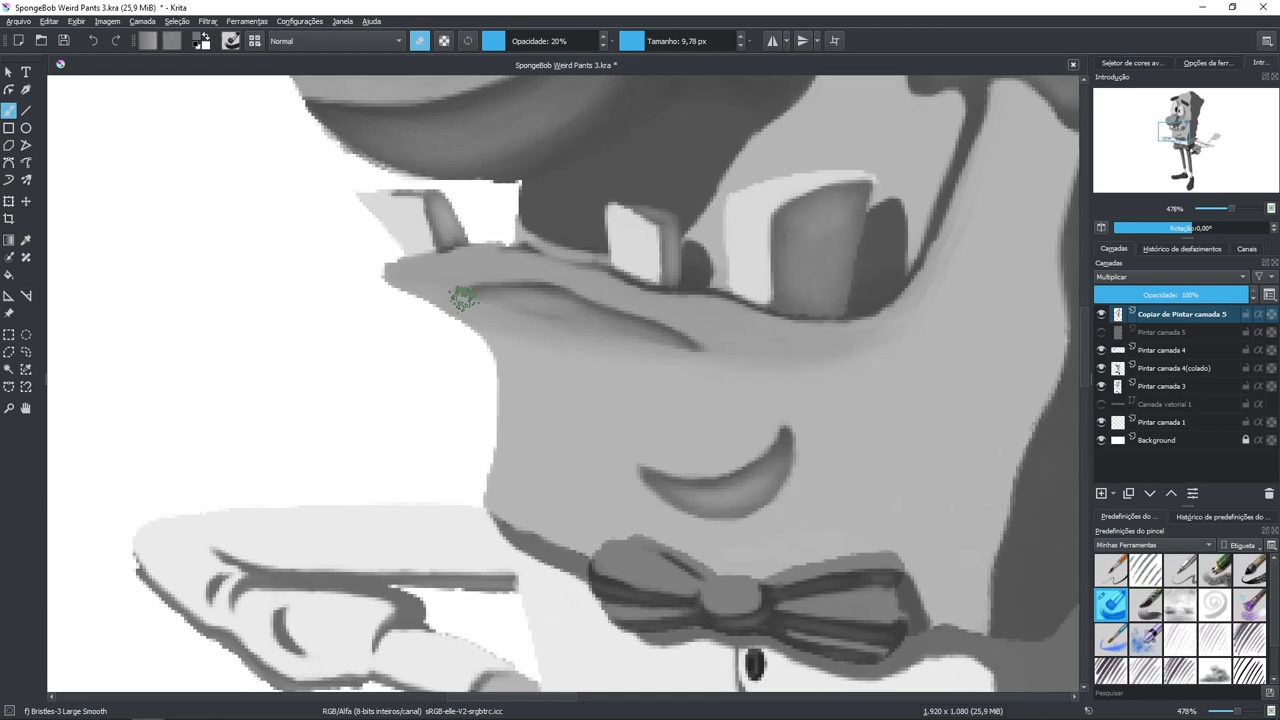 SpongeBob Weird Pants 3.kra (25,9 MiB) * - Krita
Arquivo Editar Exibir Imagem Camada Seleção Filtrar Ferramentas Configurações Janela Ajuda
Normal Opacidade: 20% Tamanho: 9,78 px
SpongeBob Weird Pants 3.kra *
Seletor de cores av... Opções da ferr... Intr...
Introdução
478%
Rotação:0,00°
Camadas Histórico de desfazimentos Canais
Camadas
Multiplicar
Opacidade: 100%
Copiar de Pintar camada 5
Pintar camada 5
Pintar camada 4
Pintar camada 4(colado)
Pintar camada 3
Camada vetorial 1
Pintar camada 1
Background
Predefinições do ... Histórico de predefinições do ...
Predefinições do pincel
Minhas Ferramentas Etiqueta
Pesquisar
f) Bristles-3 Large Smooth RGB/Alfa (8-bits inteiros/canal) sRGB-elle-V2-srgbtrc.icc 1.920 x 1.080 (25,9 MiB) 478%